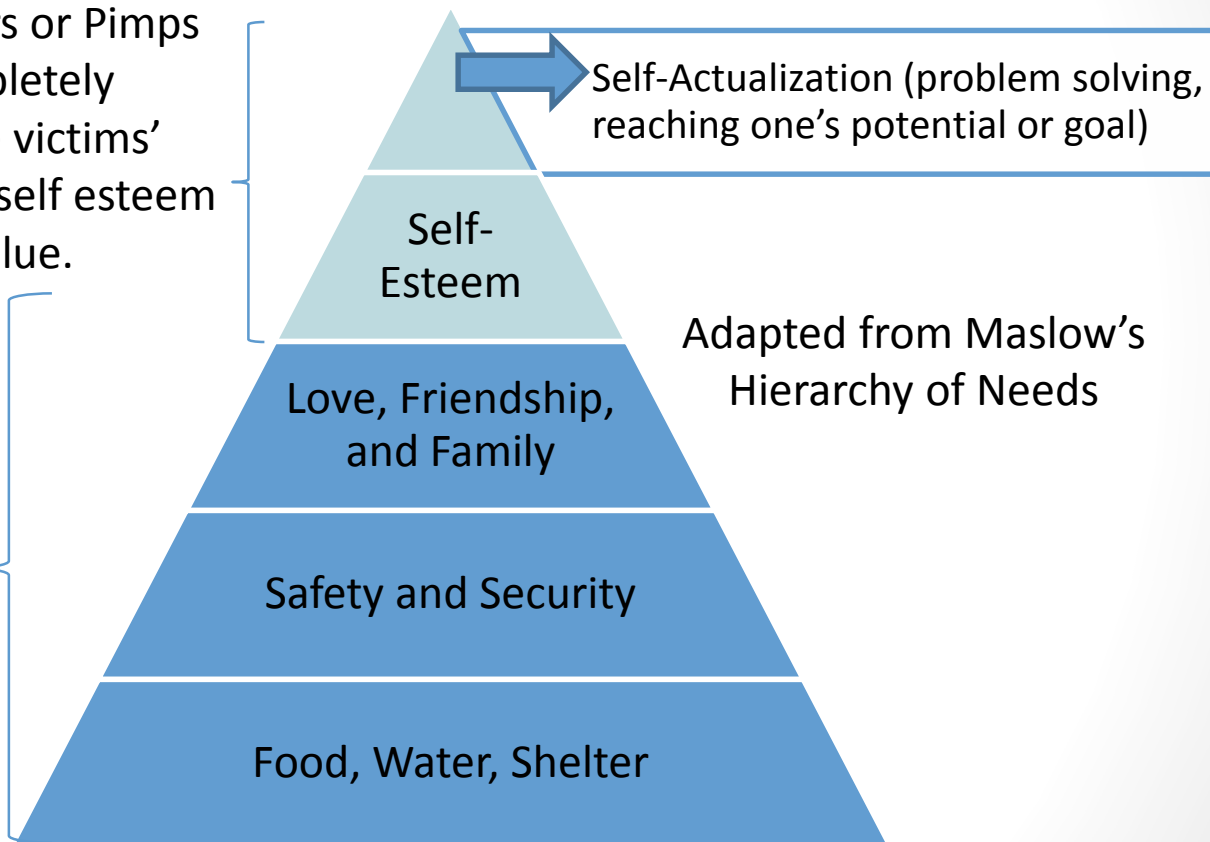 rs or Pimps
pletely
victims’
self esteem
lue.
Self-Actualization (problem solving,
reaching one’s potential or goal)
Self-
Esteem
Adapted from Maslow’s
Hierarchy of Needs
Love, Friendship,
and Family
Safety and Security
Food, Water, Shelter